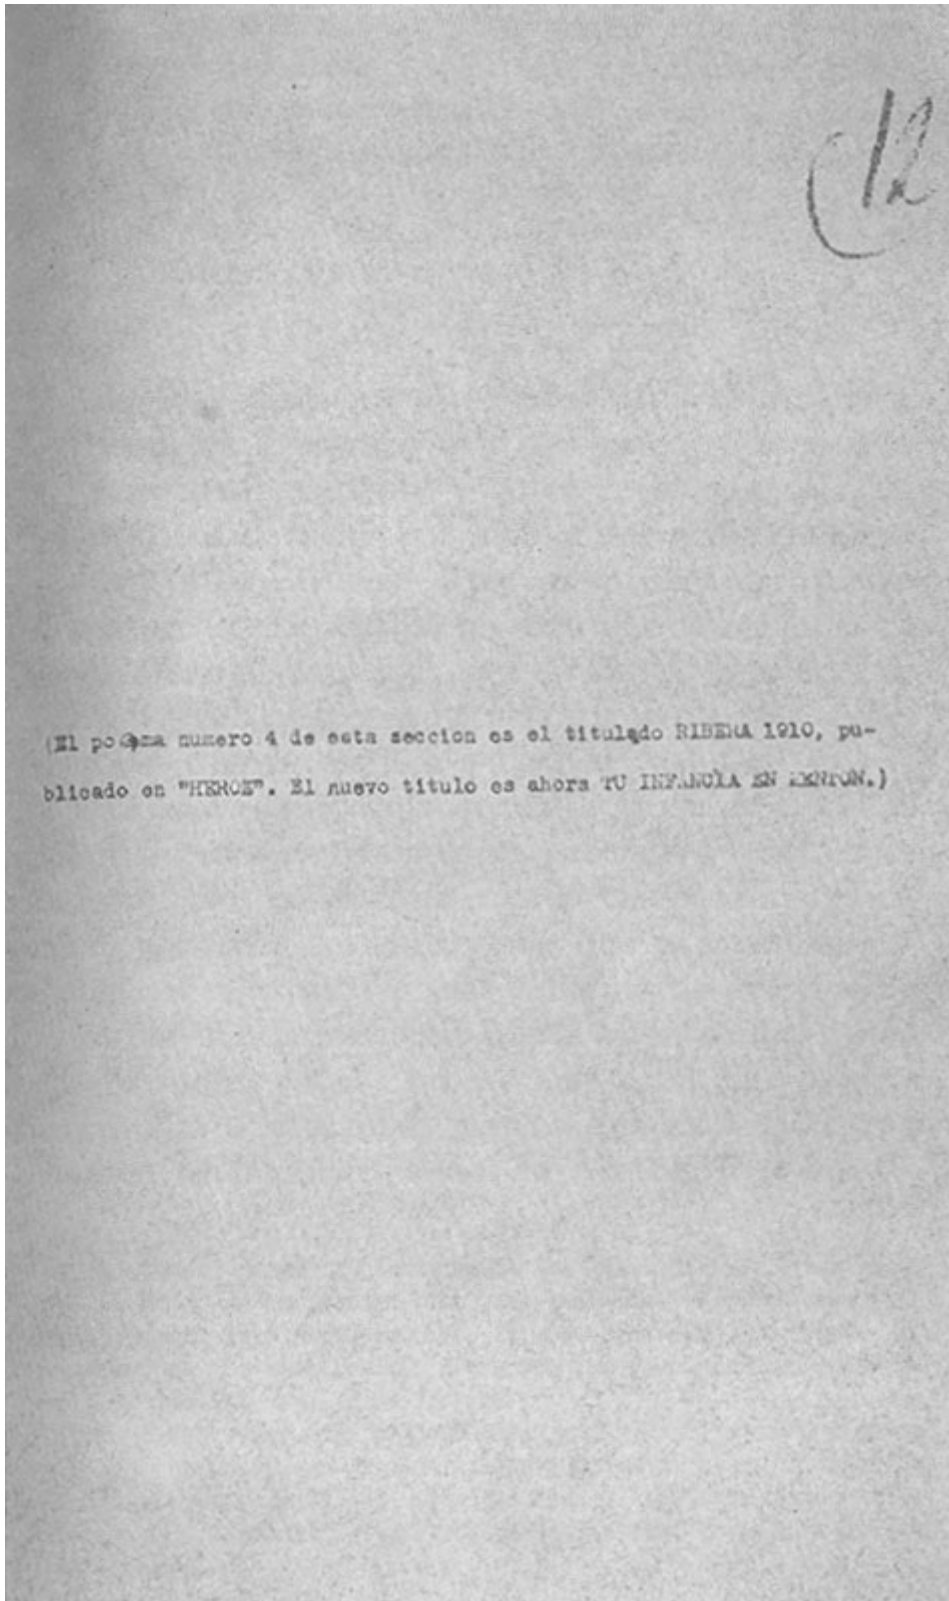 12
(El poema numero 4 de esta seccion es el titulado RIBERA 1910, pu-
blicado en "HEROE". El nuevo titulo es ahora TU INFANCIA EN MENTON.)